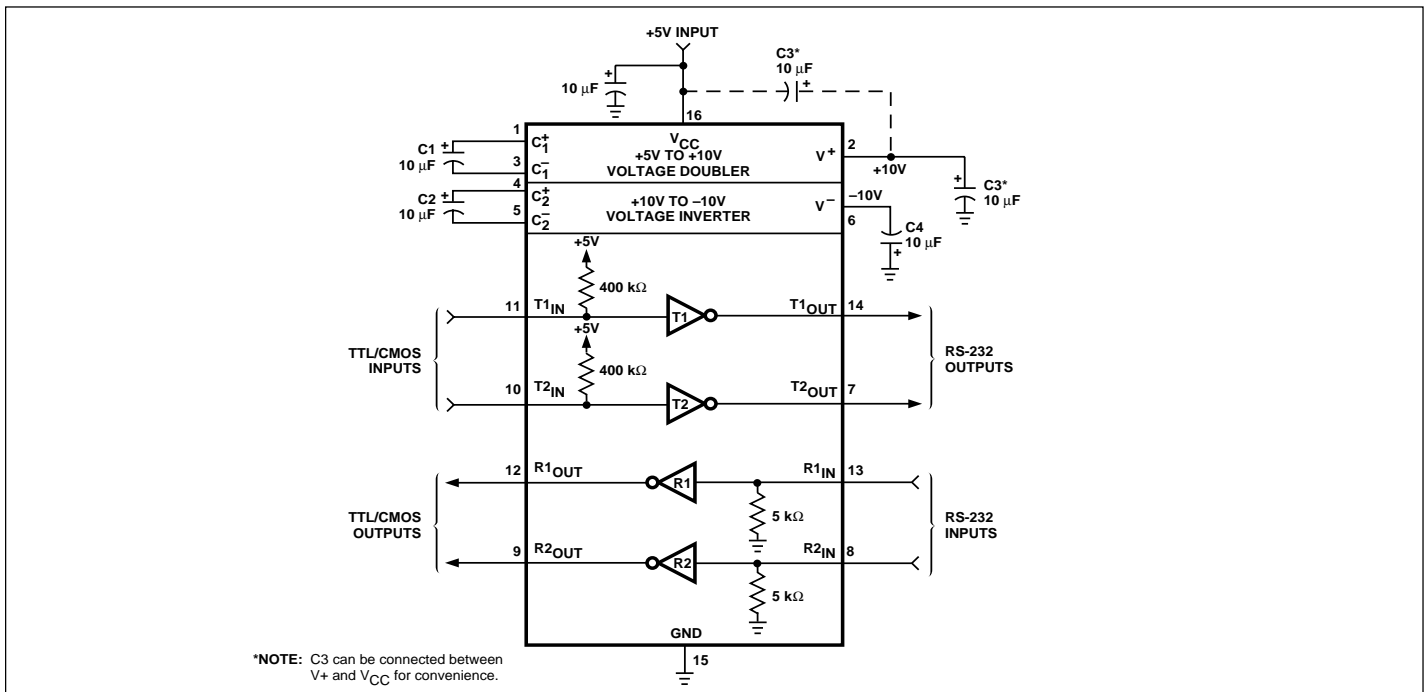 +5V INPUT
C3*
10 μF
+
10 μF
+
16
1
C1+
VCC
+5V TO +10V
VOLTAGE DOUBLER
V+
2
+10V
C1
10 μF
+
3
C1–
C3*
10 μF
+
4
C2+
+10V TO –10V
VOLTAGE INVERTER
V–
–10V
6
C2
10 μF
+
5
C2–
C4
10 μF
+
+5V
400 kΩ
11
T1IN
T1
T1OUT
14
+5V
400 kΩ
TTL/CMOS
INPUTS
RS-232
OUTPUTS
10
T2IN
T2
T2OUT
7
12
R1OUT
R1
R1IN
13
5 kΩ
TTL/CMOS
OUTPUTS
RS-232
INPUTS
9
R2OUT
R2
R2IN
8
5 kΩ
GND
15
*NOTE: C3 can be connected between
V+ and VCC for convenience.